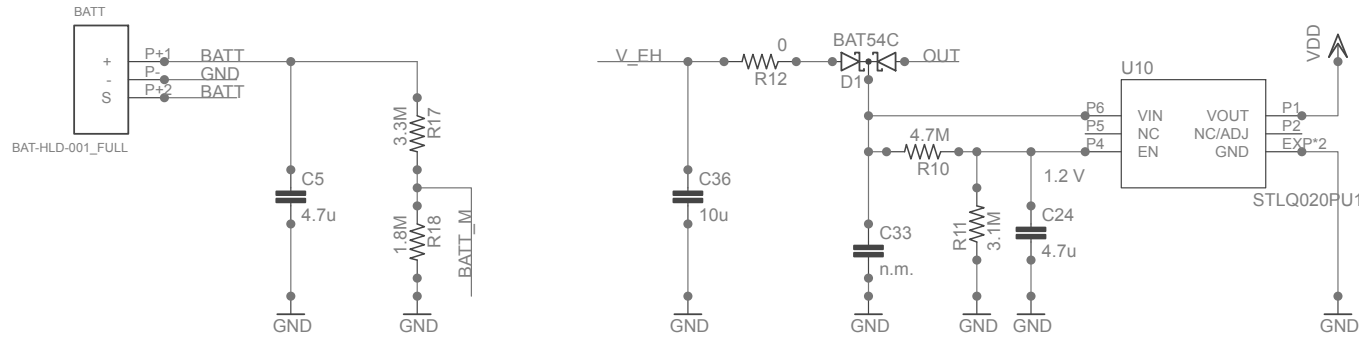 BATT
+ P+1 BATT
- P- GND
S P+2 BATT
BAT-HLD-001_FULL
C5
4.7u
GND
3.3M
R17
1.8M
R18
BATT_M
GND
V_EH
0
R12
BAT54C
D1
OUT
C36
10u
GND
4.7M
R10
C33
n.m.
GND
R11
3.1M
GND
1.2 V
C24
4.7u
GND
U10
P6 VIN VOUT P1
P5 NC NC/ADJ P2
P4 EN GND EXP*2
STLQ020PU1
VDD
GND